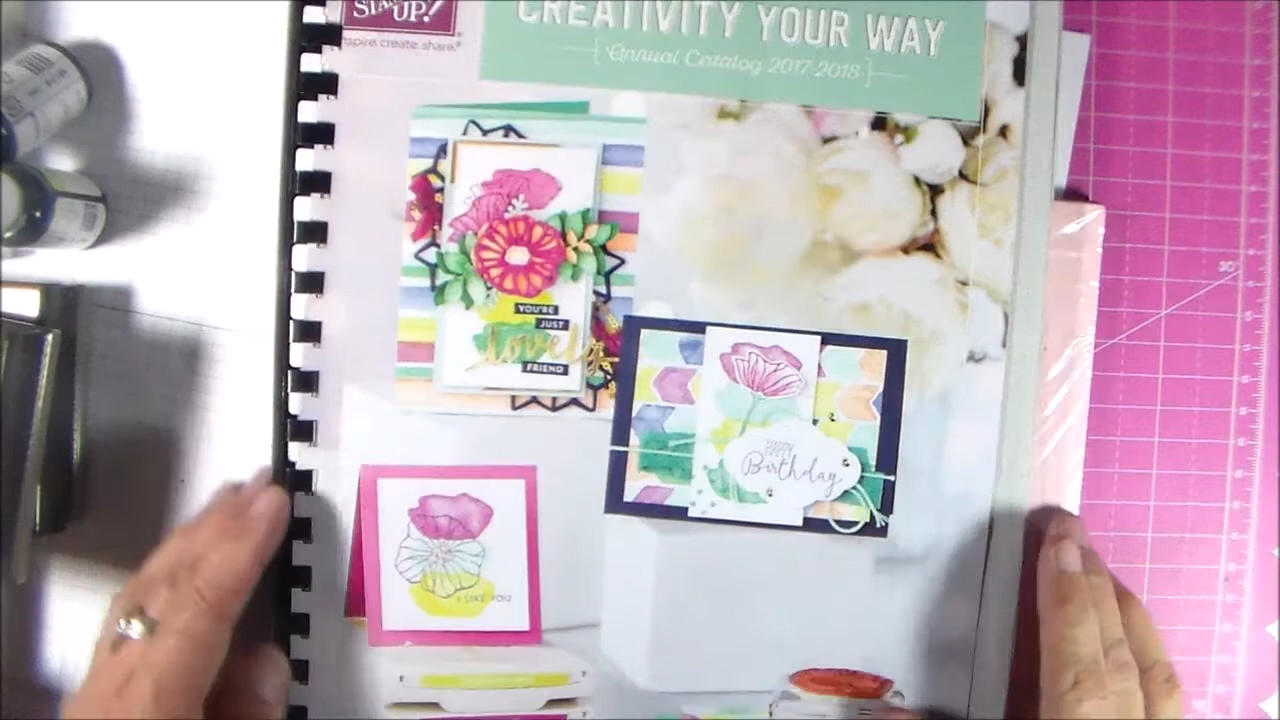 STAMPIN'
UP!
inspire. create. share.®
CREATIVITY YOUR WAY
Annual Catalog 2017-2018
YOU'RE
JUST
lovely
FRIEND
HAPPY
Birthday
I LIKE YOU